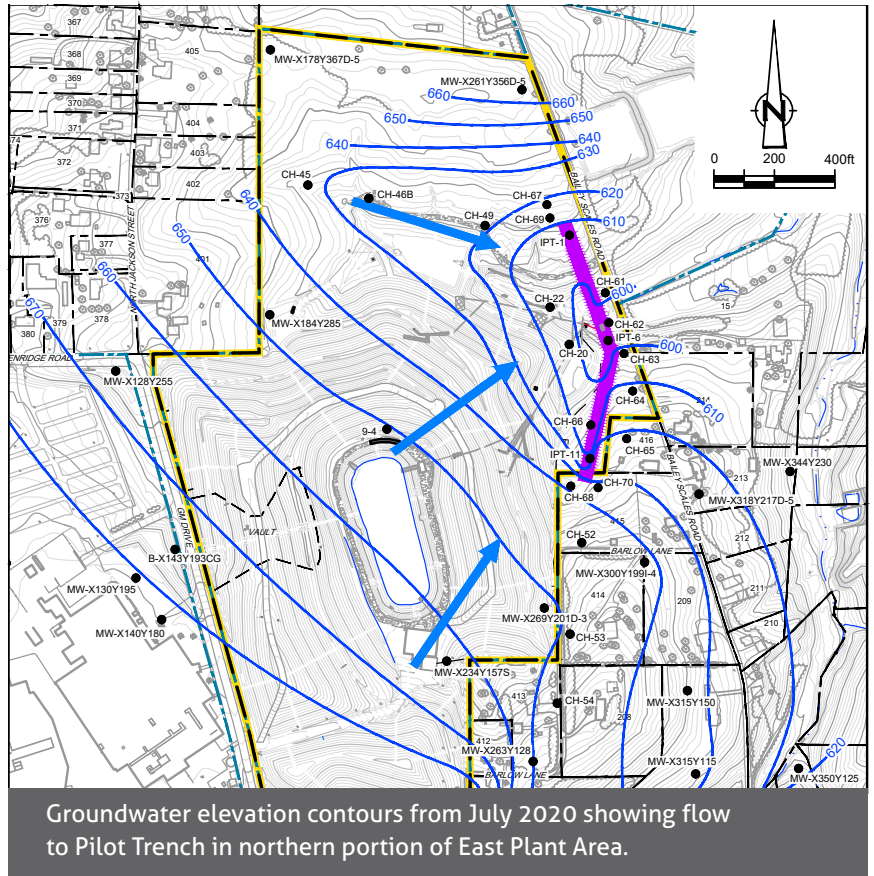 367
405
368
369
370
371
404
403
372
402
373
376
377
401
378
379
380
MW-X178Y367D-5
MW-X261Y356D-5
660
660
650
650
640
640
630
N
0 200 400ft
CH-45
CH-46B
CH-67
620
CH-69
610
CH-49
IPT-1
BAILEY SCALES ROAD
NORTH JACKSON STREET
640
650
660
670
CH-61
600
15
CH-22
CH-62
IPT-6
MW-X184Y285
CH-20
CH-63
600
ENRIDGE ROAD
MW-X128Y255
CH-64
214
610
CH-66
9-4
416
CH-65
IPT-11
213
MW-X344Y230
CH-68
CH-70
MW-X318Y217D-5
BAILEY SCALES ROAD
VAULT
GM DRIVE
415
CH-52
212
BARLOW LANE
B-X143Y193CG
MW-X300Y199I-4
MW-X130Y195
414
209
211
MW-X269Y201D-3
210
MW-X140Y180
CH-53
MW-X234Y157S
413
CH-54
MW-X315Y150
208
412
MW-X263Y128
MW-X315Y115
620
BARLOW LANE
MW-X350Y125
Groundwater elevation contours from July 2020 showing flow
to Pilot Trench in northern portion of East Plant Area.